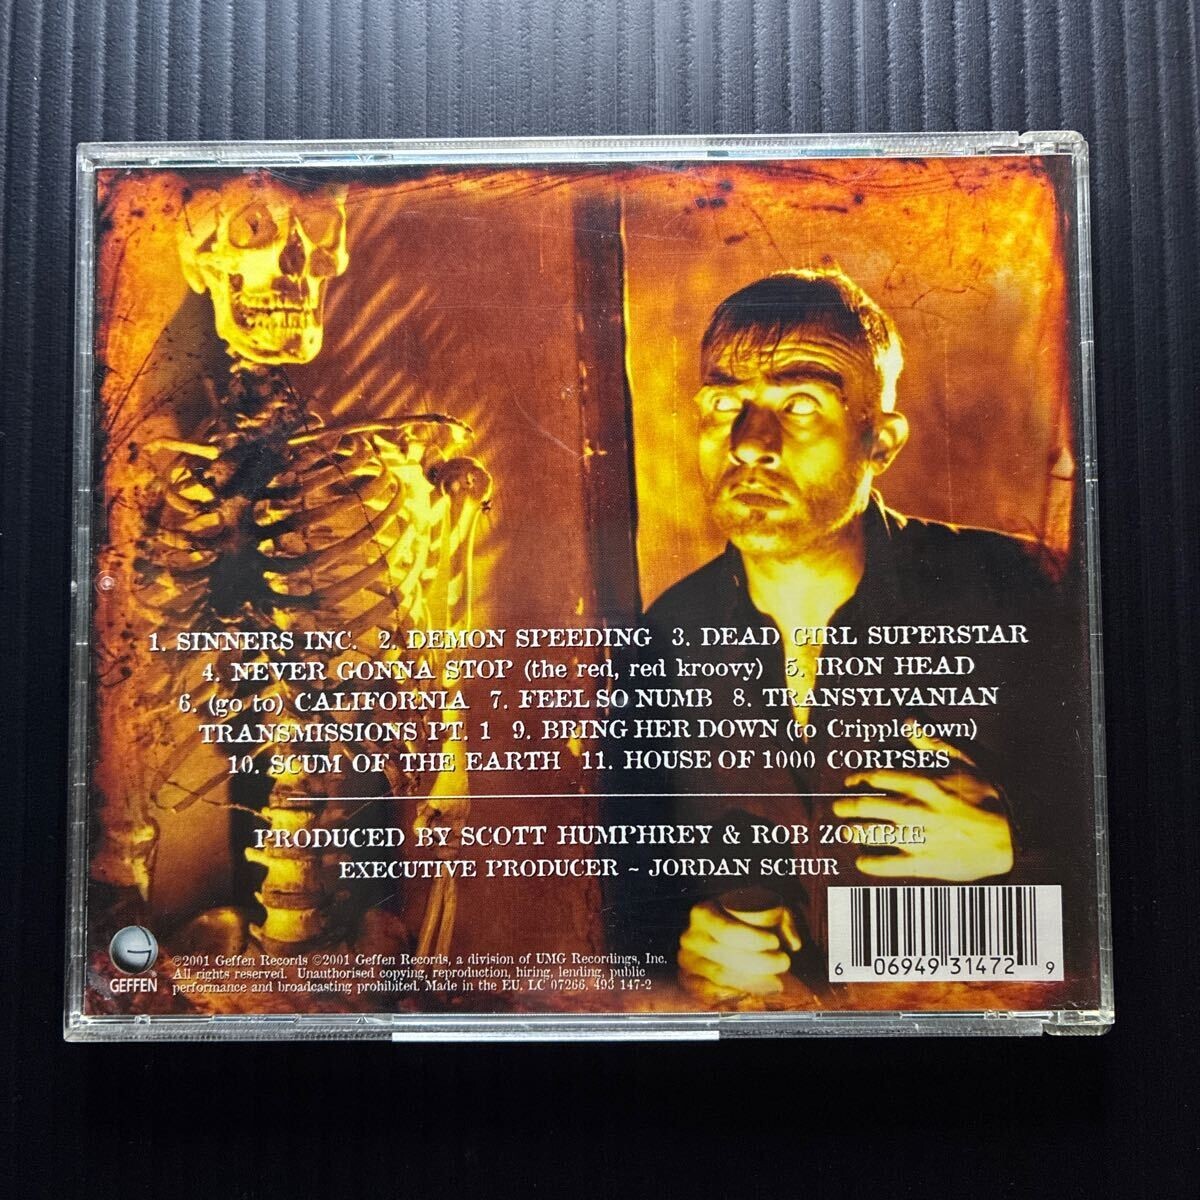 1. SINNERS INC. 2. DEMON SPEEDING 3. DEAD GIRL SUPERSTAR
4. NEVER GONNA STOP (the red, red kroovy) 5. IRON HEAD
6. (go to) CALIFORNIA 7. FEEL SO NUMB 8. TRANSYLVANIAN
TRANSMISSIONS PT. 1 9. BRING HER DOWN (to Crippletown)
10. SCUM OF THE EARTH 11. HOUSE OF 1000 CORPSES
PRODUCED BY SCOTT HUMPHREY & ROB ZOMBIE
EXECUTIVE PRODUCER ~ JORDAN SCHUR
GEFFEN
©2001 Geffen Records ©2001 Geffen Records, a division of UMG Recordings, Inc.
All rights reserved. Unauthorised copying, reproduction, hiring, lending, public
performance and broadcasting prohibited. Made in the EU. LC 07266. 493 147-2
6 06949 31472 9